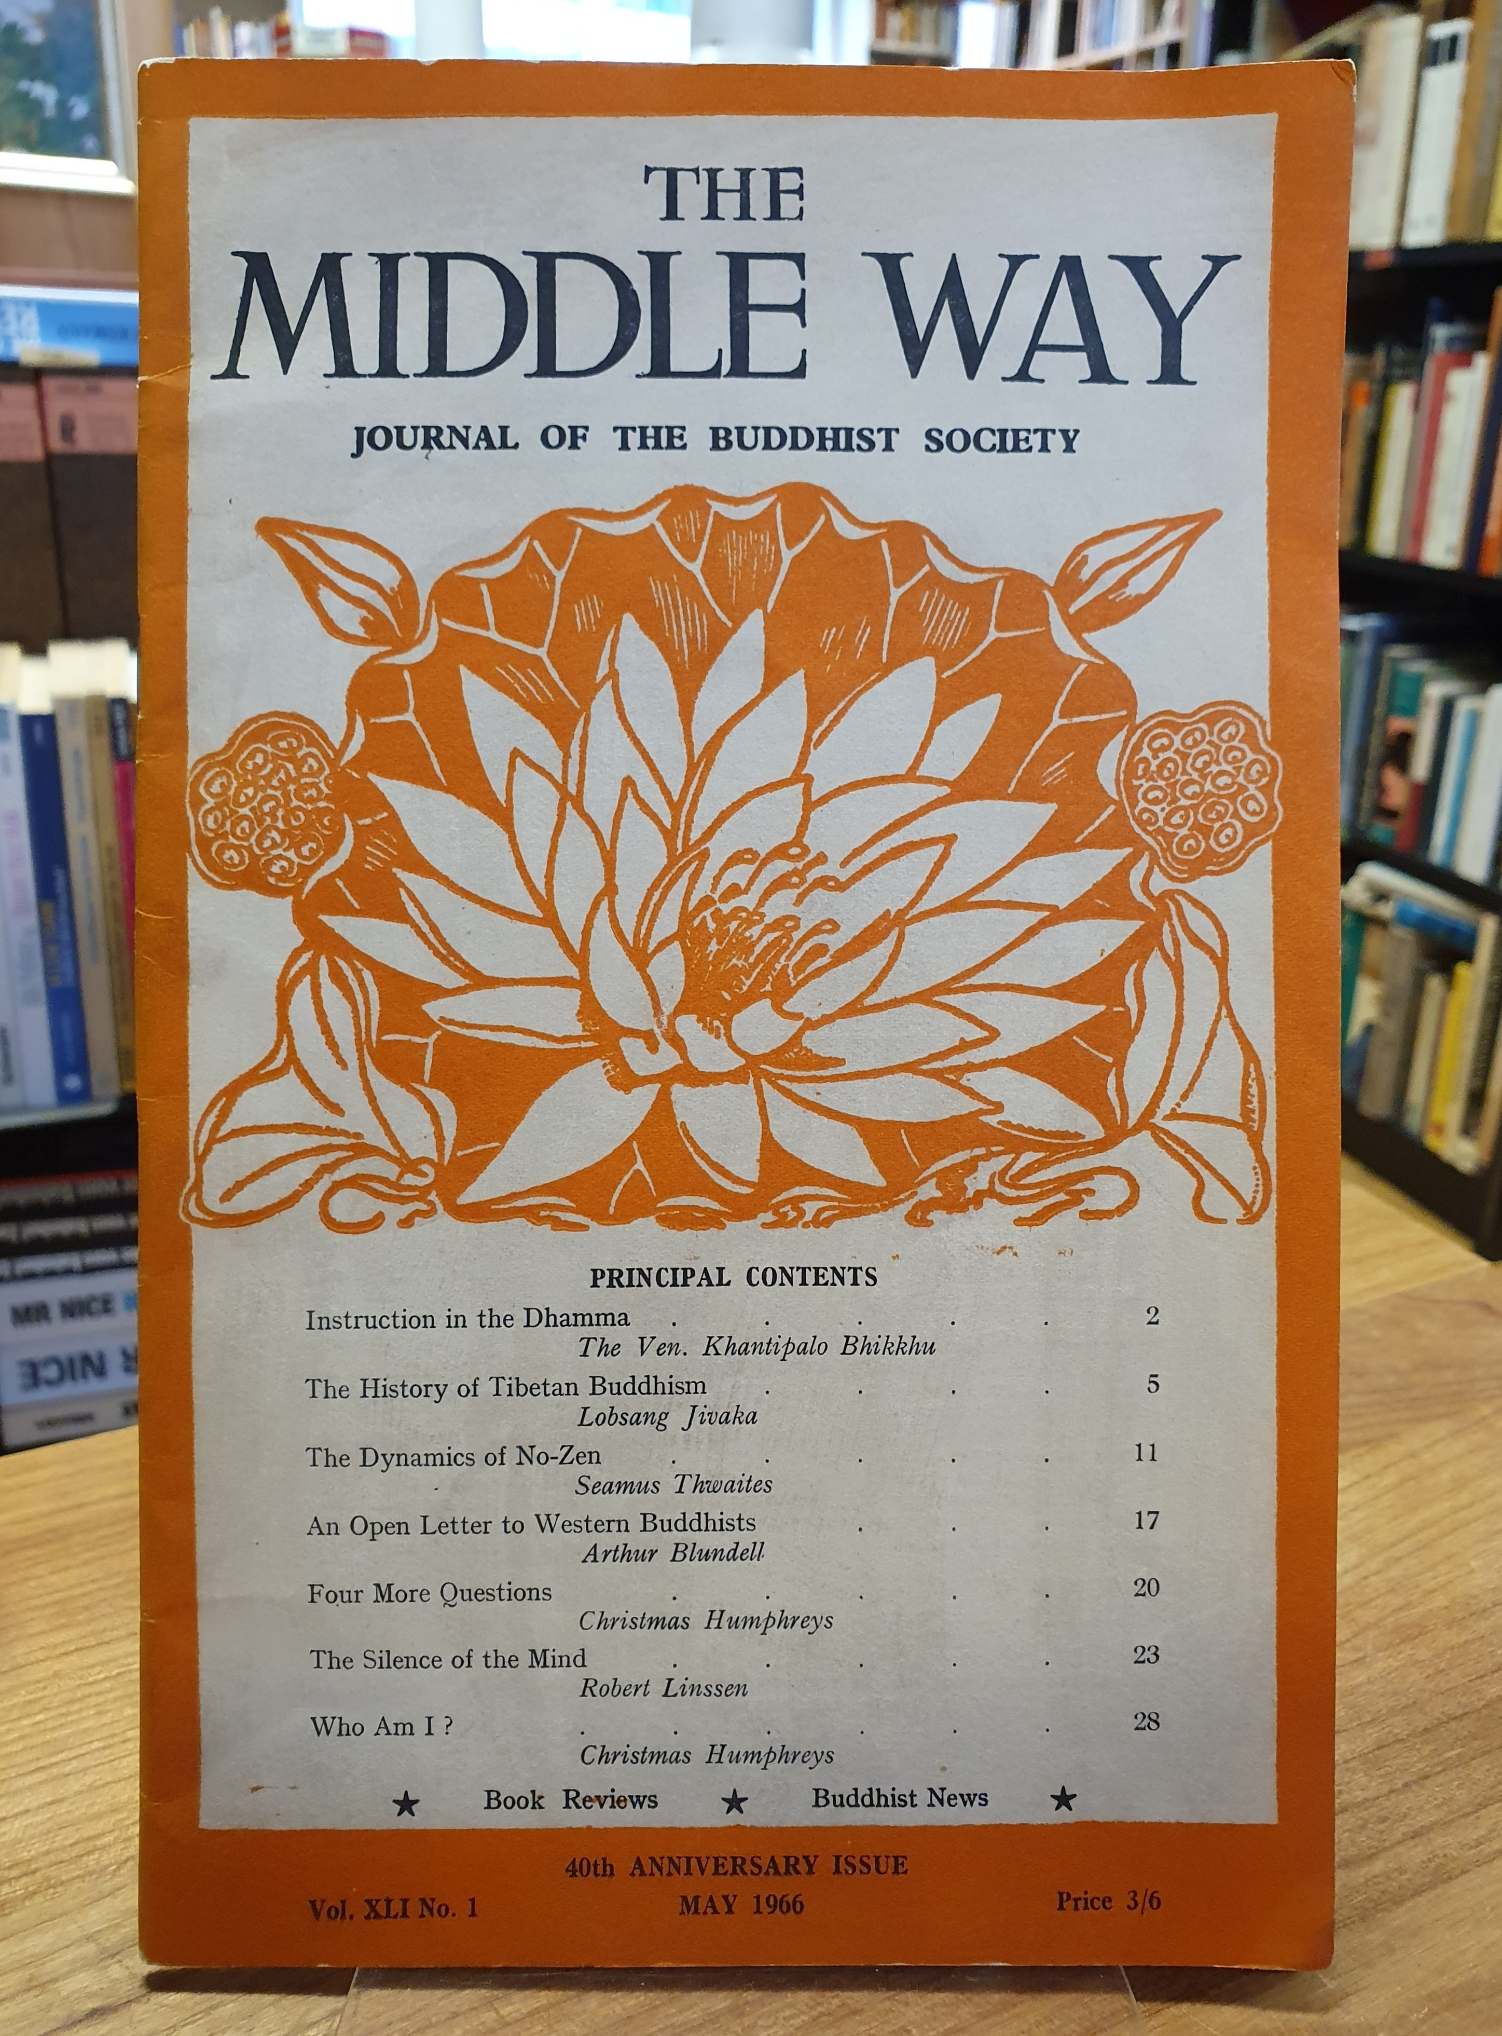 THE
MIDDLE WAY
JOURNAL OF THE BUDDHIST SOCIETY
PRINCIPAL CONTENTS
Instruction in the Dhamma . . . . . 2
The Ven. Khantipalo Bhikkhu
The History of Tibetan Buddhism . . . . 5
Lobsang Jivaka
The Dynamics of No-Zen . . . . . 11
Seamus Thwaites
An Open Letter to Western Buddhists . . . 17
Arthur Blundell
Four More Questions . . . . . 20
Christmas Humphreys
The Silence of the Mind . . . . . 23
Robert Linssen
Who Am I ? . . . . . . 28
Christmas Humphreys
★ Book Reviews ★ Buddhist News ★
40th ANNIVERSARY ISSUE
Vol. XLI No. 1 MAY 1966 Price 3/6
MR NICE